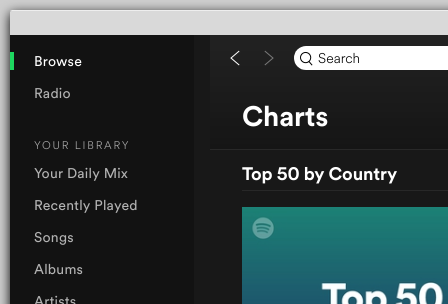 Browse
Radio
YOUR LIBRARY
Your Daily Mix
Recently Played
Songs
Albums
Artists
Search
Charts
Top 50 by Country
Top 50